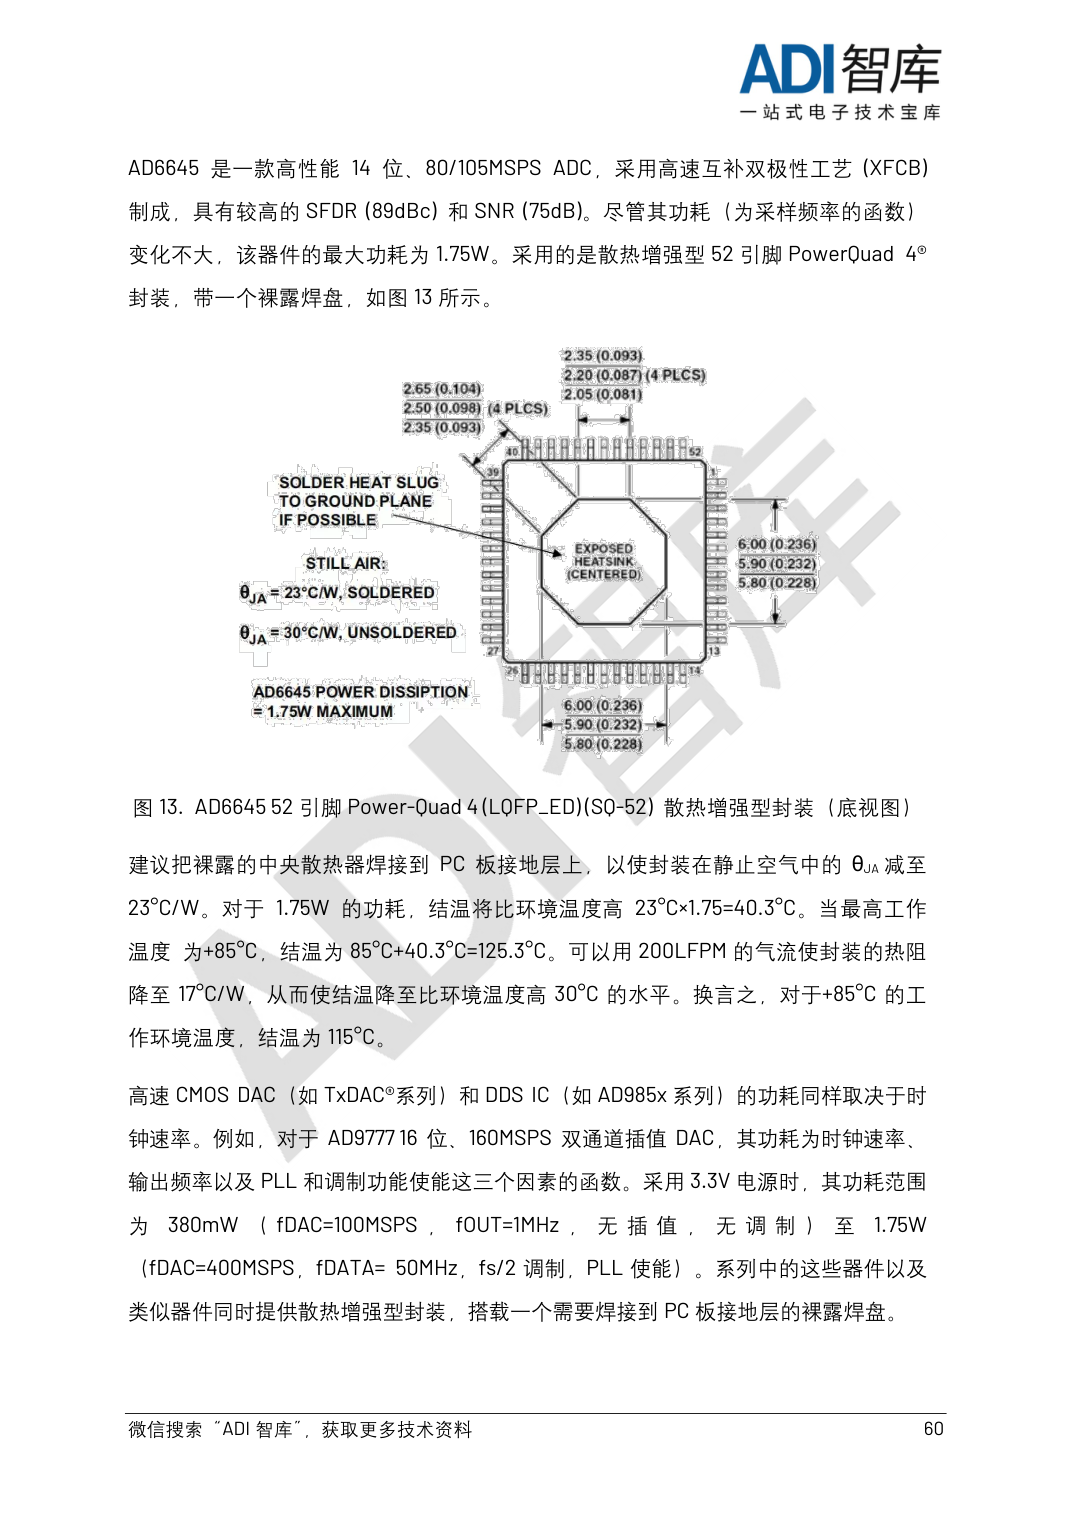 ADI智库
一站式电子技术宝库
AD6645 是一款高性能 14 位、80/105MSPS ADC，采用高速互补双极性工艺 (XFCB)
制成，具有较高的 SFDR (89dBc) 和 SNR (75dB)。尽管其功耗（为采样频率的函数）
变化不大，该器件的最大功耗为 1.75W。采用的是散热增强型 52 引脚 PowerQuad 4®
封装，带一个裸露焊盘，如图 13 所示。
2.35 (0.093)
2.20 (0.087) (4 PLCS)
2.05 (0.081)
2.65 (0.104)
2.50 (0.098) (4 PLCS)
2.35 (0.093)
40
52
39
1
SOLDER HEAT SLUG
TO GROUND PLANE
IF POSSIBLE
EXPOSED
HEATSINK
(CENTERED)
6.00 (0.236)
5.90 (0.232)
5.80 (0.228)
STILL AIR:
θJA = 23°C/W, SOLDERED
θJA = 30°C/W, UNSOLDERED
27
13
26
14
AD6645 POWER DISSIPTION
= 1.75W MAXIMUM
6.00 (0.236)
5.90 (0.232)
5.80 (0.228)
图 13. AD6645 52 引脚 Power-Quad 4 (LQFP_ED)(SQ-52) 散热增强型封装（底视图）
建议把裸露的中央散热器焊接到 PC 板接地层上，以使封装在静止空气中的 θJA 减至
23°C/W。对于 1.75W 的功耗，结温将比环境温度高 23°C×1.75=40.3°C。当最高工作
温度 为+85°C，结温为 85°C+40.3°C=125.3°C。可以用 200LFPM 的气流使封装的热阻
降至 17°C/W，从而使结温降至比环境温度高 30°C 的水平。换言之，对于+85°C 的工
作环境温度，结温为 115°C。
高速 CMOS DAC（如 TxDAC®系列）和 DDS IC（如 AD985x 系列）的功耗同样取决于时
钟速率。例如，对于 AD9777 16 位、160MSPS 双通道插值 DAC，其功耗为时钟速率、
输出频率以及 PLL 和调制功能使能这三个因素的函数。采用 3.3V 电源时，其功耗范围
为 380mW （ fDAC=100MSPS ， fOUT=1MHz ， 无 插 值 ， 无 调 制 ） 至 1.75W
（fDAC=400MSPS，fDATA= 50MHz，fs/2 调制，PLL 使能）。系列中的这些器件以及
类似器件同时提供散热增强型封装，搭载一个需要焊接到 PC 板接地层的裸露焊盘。
微信搜索“ADI 智库”，获取更多技术资料 60
ADI智库